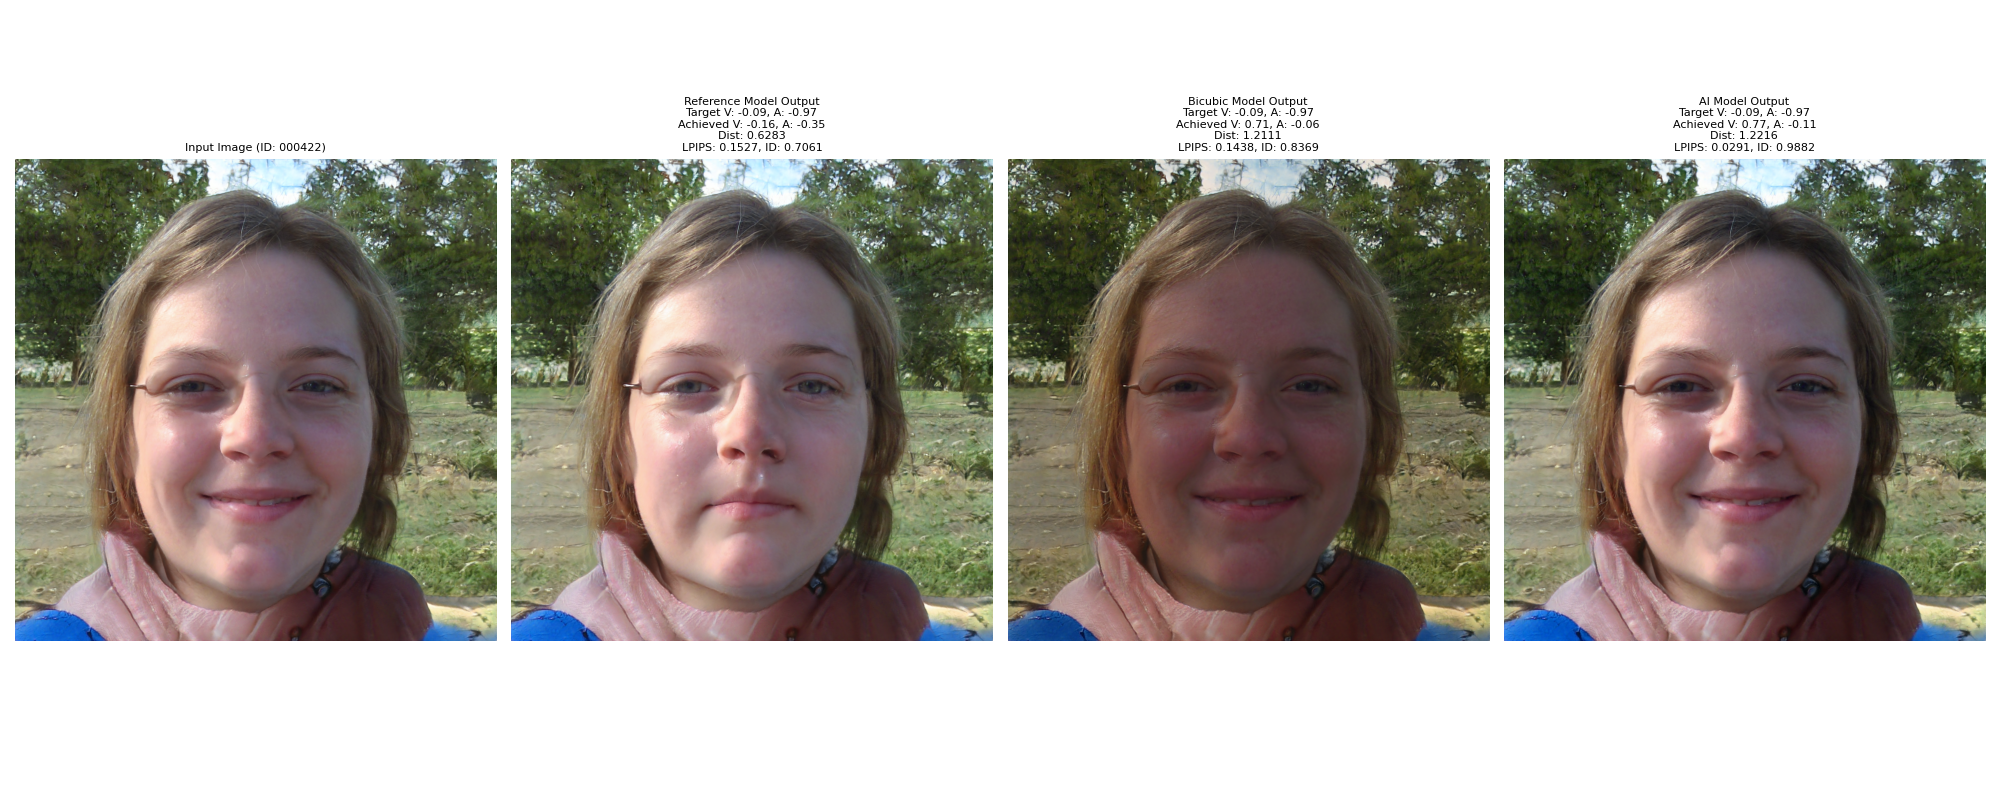 Input Image (ID: 000422)
Reference Model Output
Target V: -0.09, A: -0.97
Achieved V: -0.16, A: -0.35
Dist: 0.6283
LPIPS: 0.1527, ID: 0.7061
Bicubic Model Output
Target V: -0.09, A: -0.97
Achieved V: 0.71, A: -0.06
Dist: 1.2111
LPIPS: 0.1438, ID: 0.8369
AI Model Output
Target V: -0.09, A: -0.97
Achieved V: 0.77, A: -0.11
Dist: 1.2216
LPIPS: 0.0291, ID: 0.9882